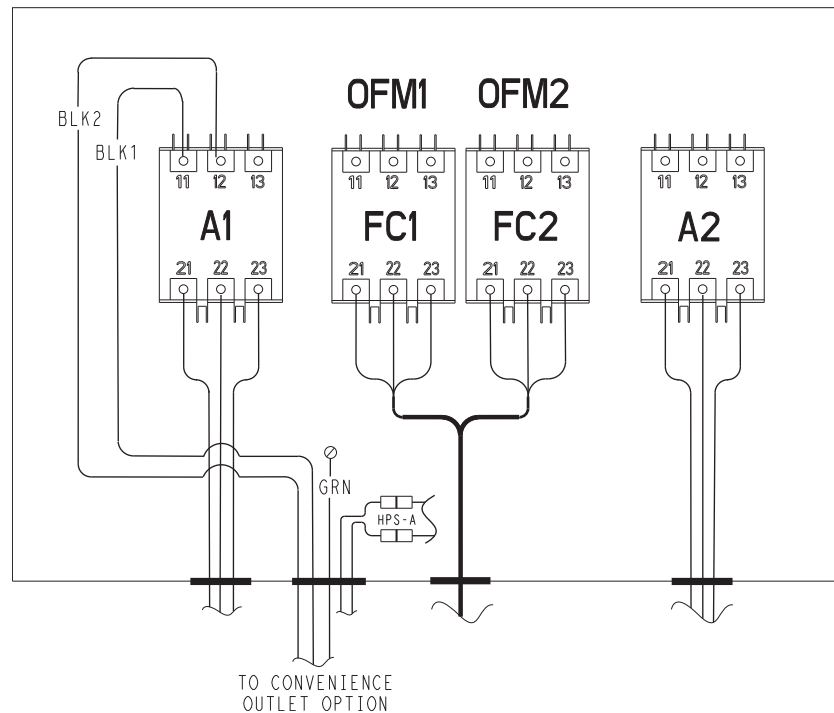 OFM1 OFM2
BLK2
BLK1
11 12 13 11 12 13 11 12 13 11 12 13
A1 FC1 FC2 A2
21 22 23 21 22 23 21 22 23 21 22 23
GRN
HPS-A
TO CONVENIENCE
OUTLET OPTION